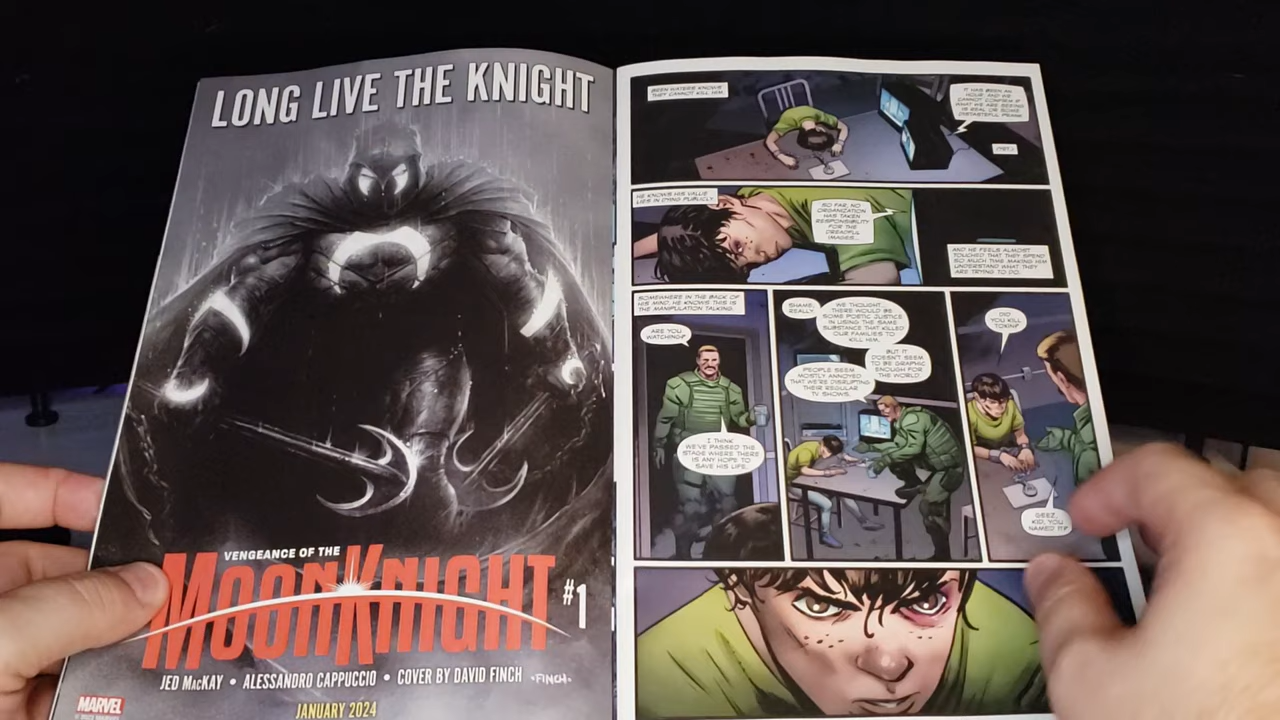 LONG LIVE THE KNIGHT
VENGEANCE OF THE
MOONKNIGHT
#1
JED MacKAY • ALESSANDRO CAPPUCCIO • COVER BY DAVID FINCH
-FINCH-
MARVEL
JANUARY 2024
BEEN WATERS KNOWS
THEY CANNOT KILL HIM.
IT HAS BEEN AN
HOUR, AND WE
CANNOT CONFIRM IF
WHAT WE ARE SEEING
IS REAL OR SOME
DISTASTEFUL PRANK
(YET.)
HE KNOWS HIS VALUE
LIES IN DYING PUBLICLY.
SO FAR, NO
ORGANIZATION
HAS TAKEN
RESPONSIBILITY
FOR THE
DREADFUL
IMAGES...
AND HE FEELS ALMOST
TOUCHED THAT THEY SPEND
SO MUCH TIME MAKING HIM
UNDERSTAND WHAT THEY
ARE TRYING TO DO.
SOMEWHERE IN THE BACK OF
HIS MIND, HE KNOWS THIS IS
THE MANIPULATION TALKING.
ARE YOU
WATCHING?
I THINK
WE'VE PASSED THE
STAGE WHERE THERE
IS ANY HOPE TO
SAVE HIS LIFE.
SHAME,
REALLY.
WE THOUGHT...
THERE WOULD BE
SOME POETIC JUSTICE
IN USING THE SAME
SUBSTANCE THAT KILLED
OUR FAMILIES TO
KILL HIM.
BUT IT
DOESN'T SEEM
TO BE GRAPHIC
ENOUGH FOR
THE WORLD.
PEOPLE SEEM
MOSTLY ANNOYED
THAT WE'RE DISRUPTING
THEIR REGULAR
TV SHOWS.
DID
YOU KILL
TOXIN?
GEEZ,
KID, YOU
NAMED IT?